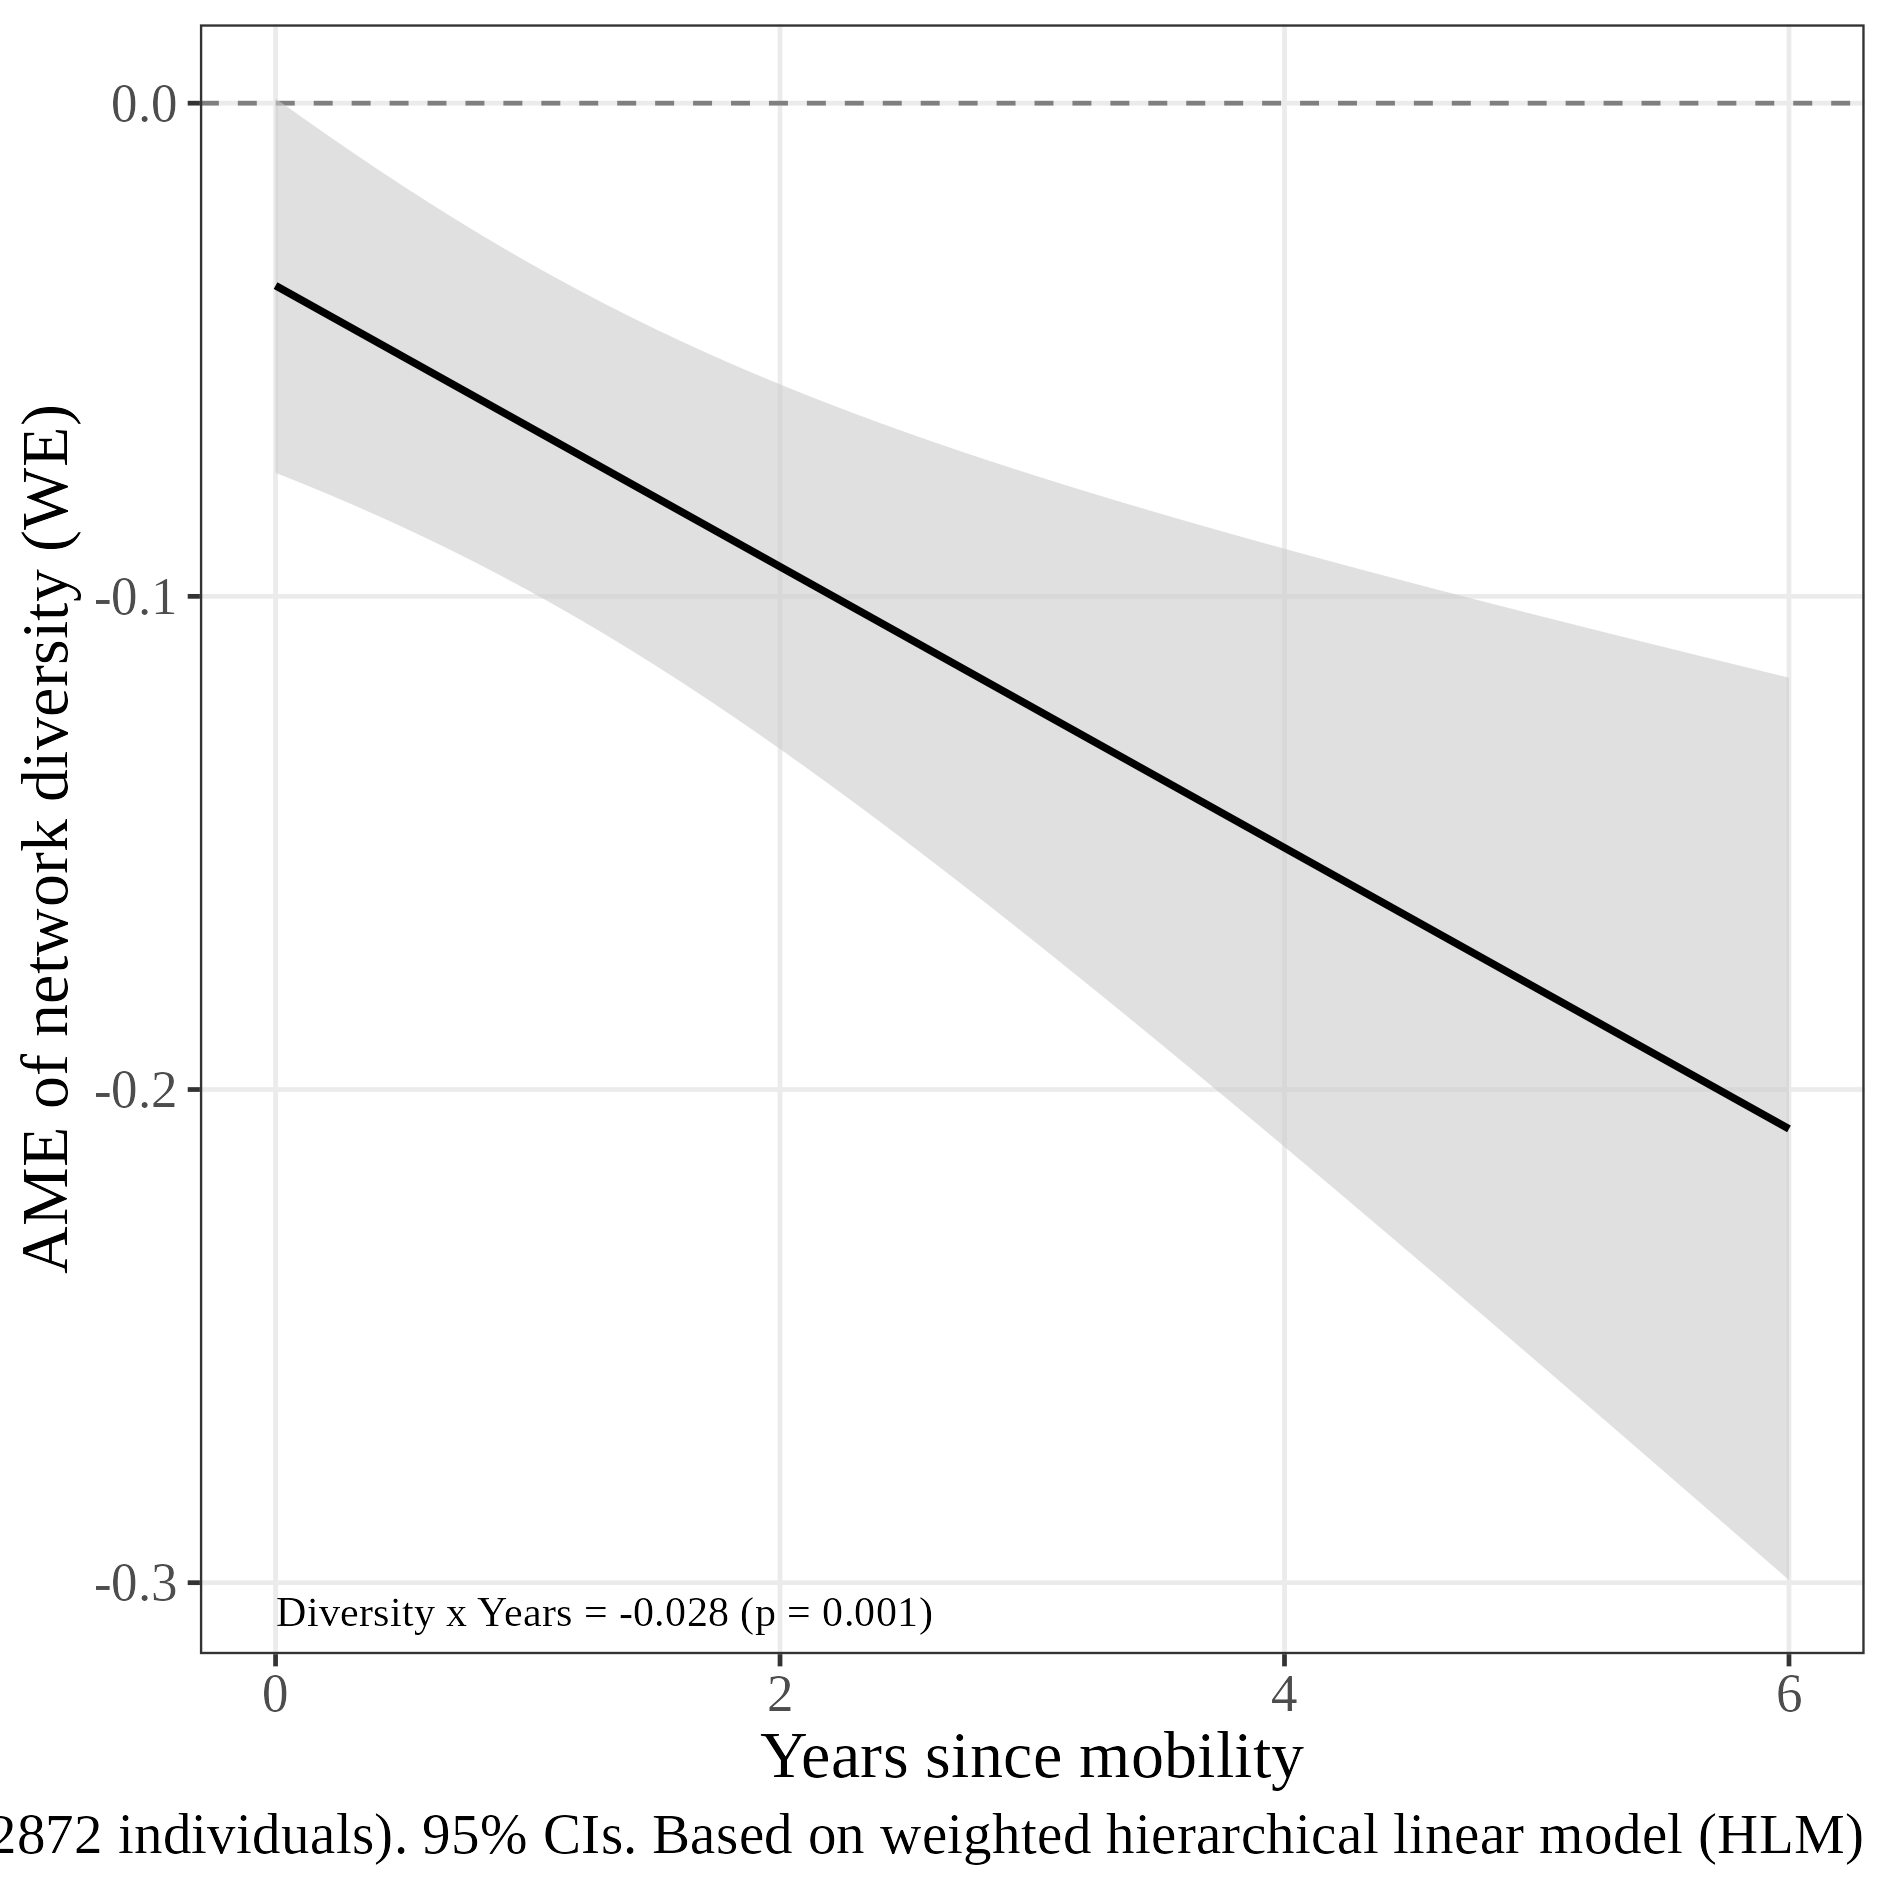 AME of network diversity (WE)
0.0
-0.1
-0.2
-0.3
Diversity x Years = -0.028 (p = 0.001)
0 2 4 6
Years since mobility
2872 individuals). 95% CIs. Based on weighted hierarchical linear model (HLM)